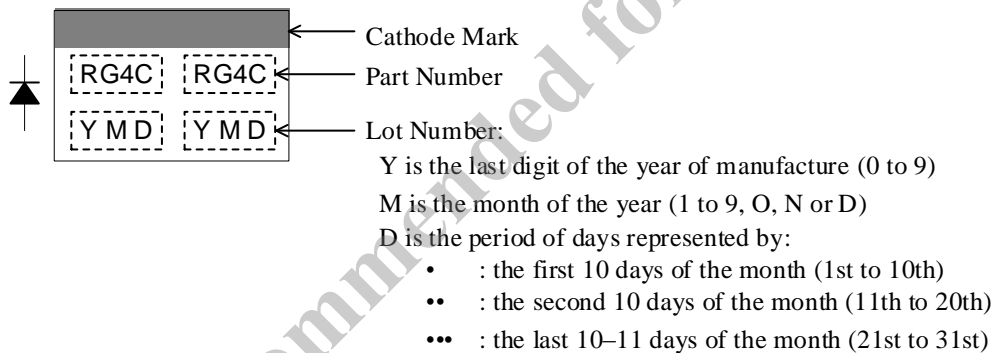 Cathode Mark
RG4C RG4C Part Number
Y M D Y M D Lot Number:
Y is the last digit of the year of manufacture (0 to 9)
M is the month of the year (1 to 9, O, N or D)
D is the period of days represented by:
• : the first 10 days of the month (1st to 10th)
•• : the second 10 days of the month (11th to 20th)
••• : the last 10–11 days of the month (21st to 31st)
ommended fo